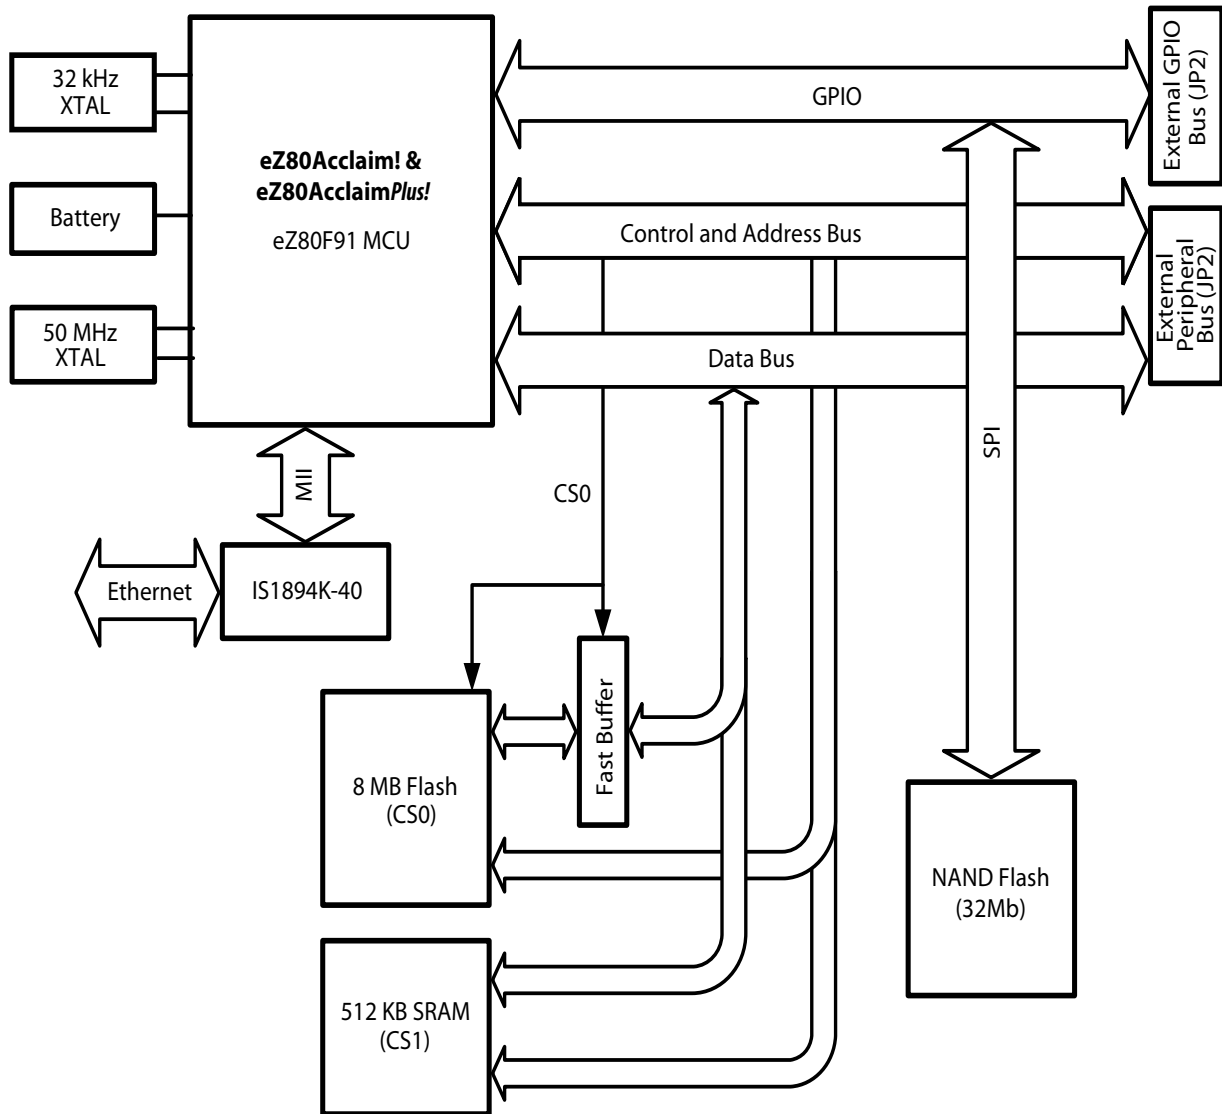 32 kHz
XTAL
Battery
50 MHz
XTAL
eZ80Acclaim! &
eZ80AcclaimPlus!
eZ80F91 MCU
GPIO
Control and Address Bus
Data Bus
External GPIO
Bus (JP2)
External
Peripheral
Bus (JP2)
SPI
MII
CS0
Ethernet
IS1894K-40
Fast Buffer
8 MB Flash
(CS0)
NAND Flash
(32Mb)
512 KB SRAM
(CS1)